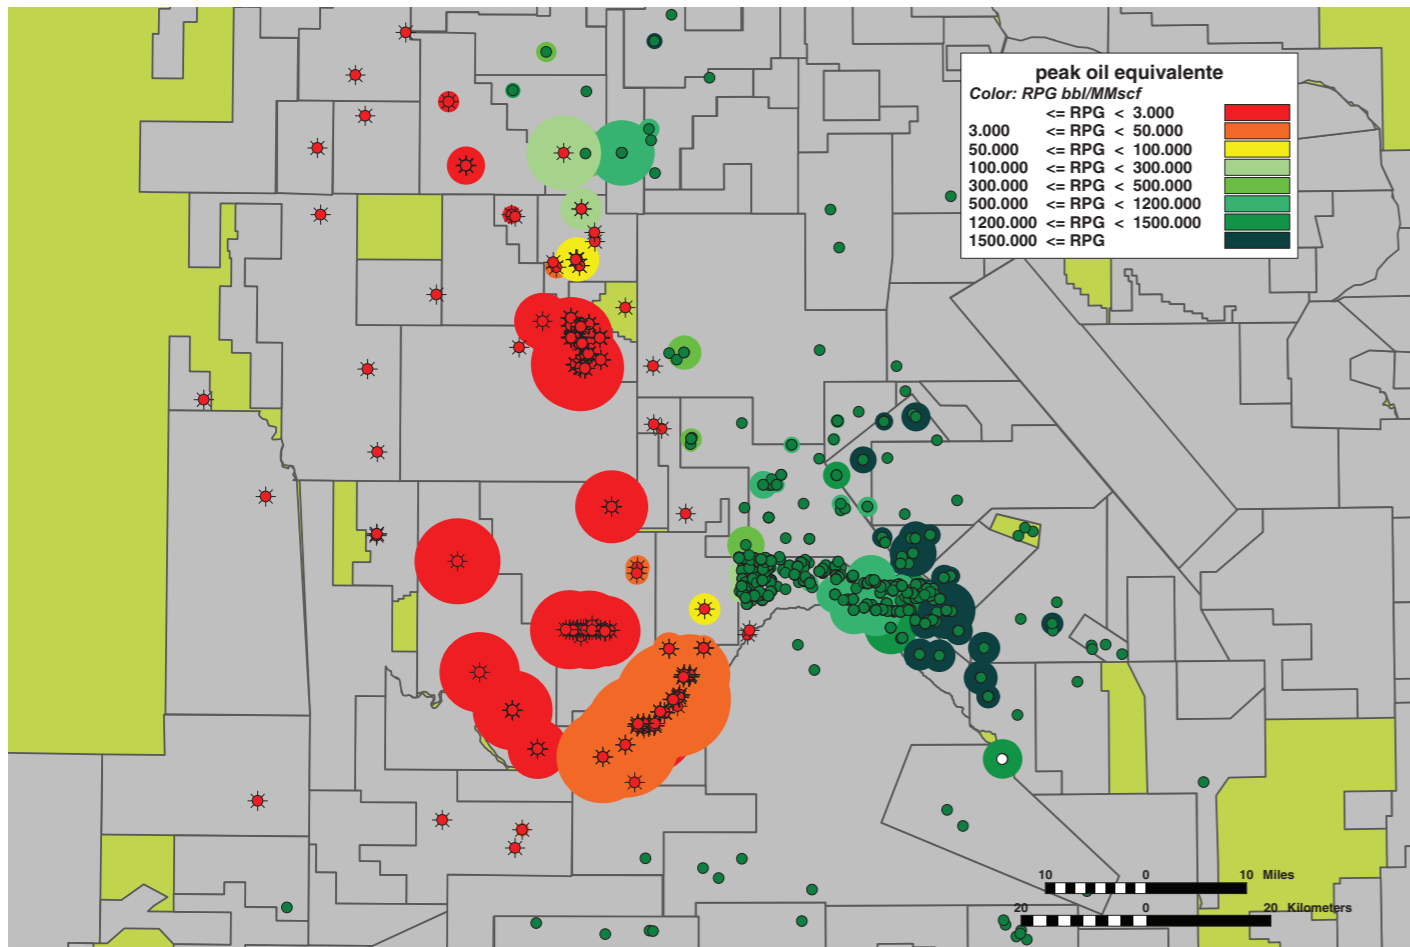 peak oil equivalente
Color: RPG bbl/MMscf
<= RPG < 3.000
3.000 <= RPG < 50.000
50.000 <= RPG < 100.000
100.000 <= RPG < 300.000
300.000 <= RPG < 500.000
500.000 <= RPG < 1200.000
1200.000 <= RPG < 1500.000
1500.000 <= RPG
10 0 10 Miles
20 0 20 Kilometers